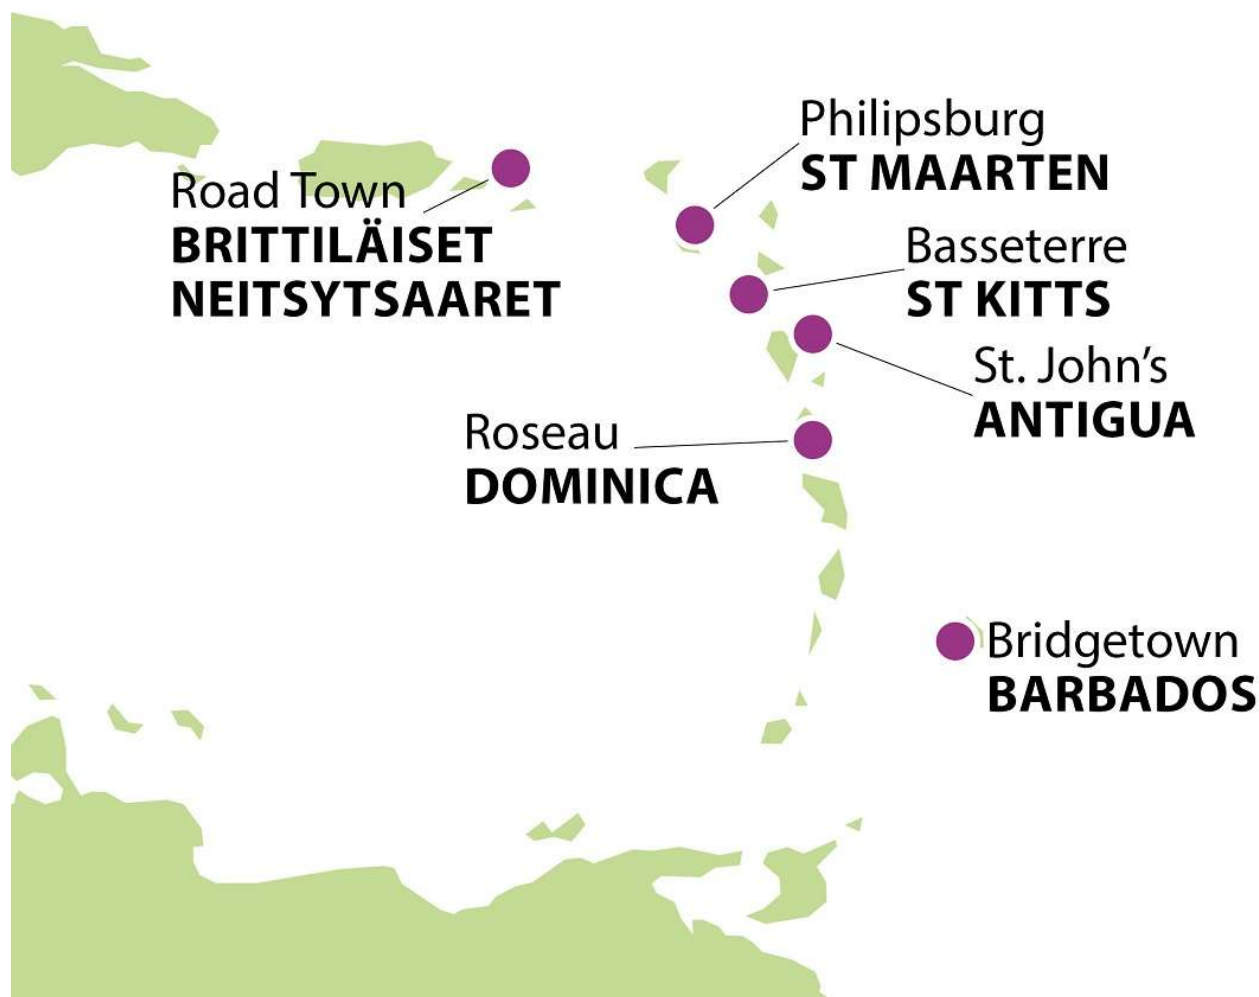 Philipsburg
ST MAARTEN
Road Town
BRITTILÄISET
NEITSYTSAARET
Basseterre
ST KITTS
St. John’s
ANTIGUA
Roseau
DOMINICA
Bridgetown
BARBADOS